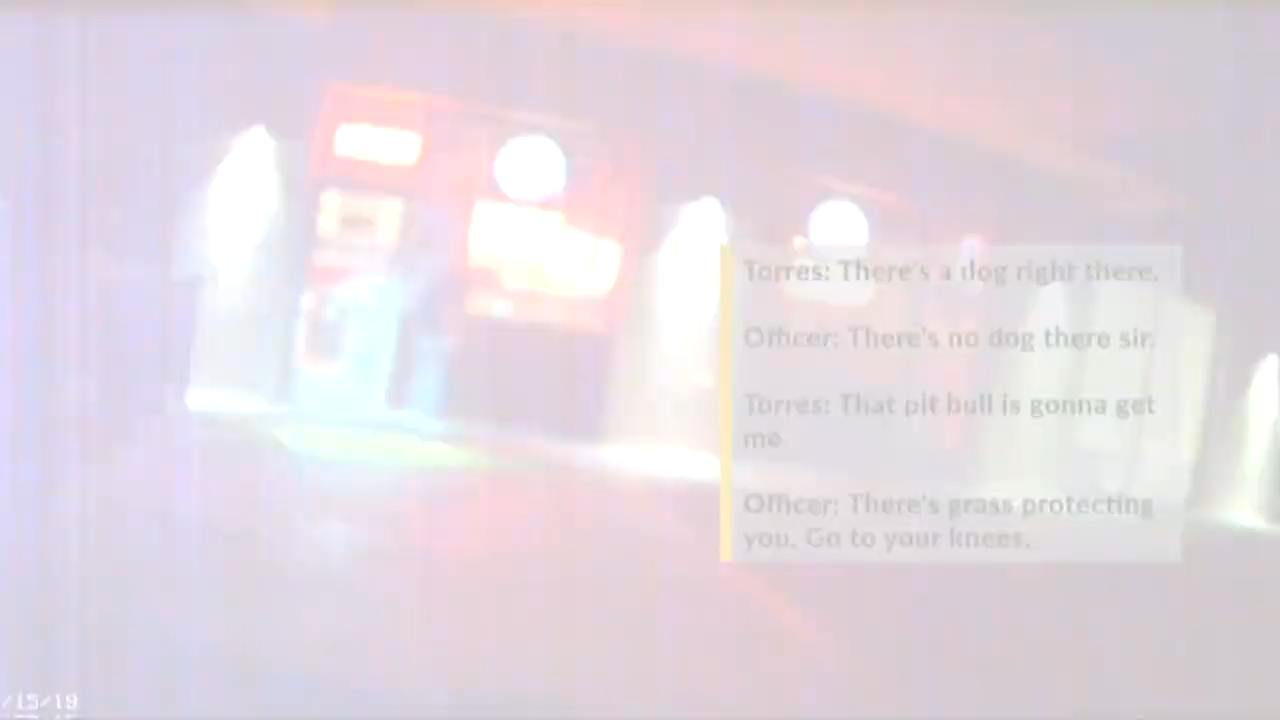 Torres: There's a dog right there.
Officer: There's no dog there sir.
Torres: That pit bull is gonna get
me.
Officer: There's grass protecting
you. Go to your knees.
/15/19